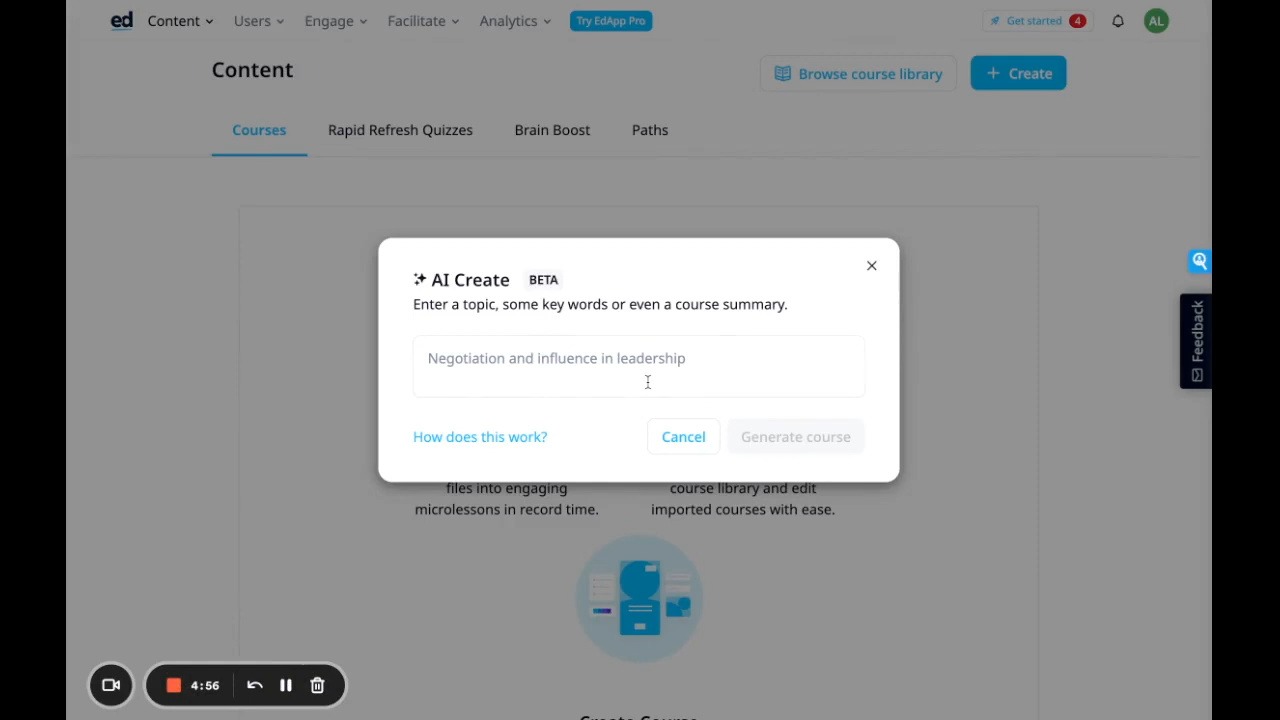 ed Content Users Engage Facilitate Analytics Try EdApp Pro Get started 4 AL
Content
Browse course library
+ Create
Courses Rapid Refresh Quizzes Brain Boost Paths
AI Create BETA
Enter a topic, some key words or even a course summary.
Negotiation and influence in leadership
How does this work? Cancel Generate course
files into engaging
microlessons in record time.
course library and edit
imported courses with ease.
Feedback
4:56
Create Course